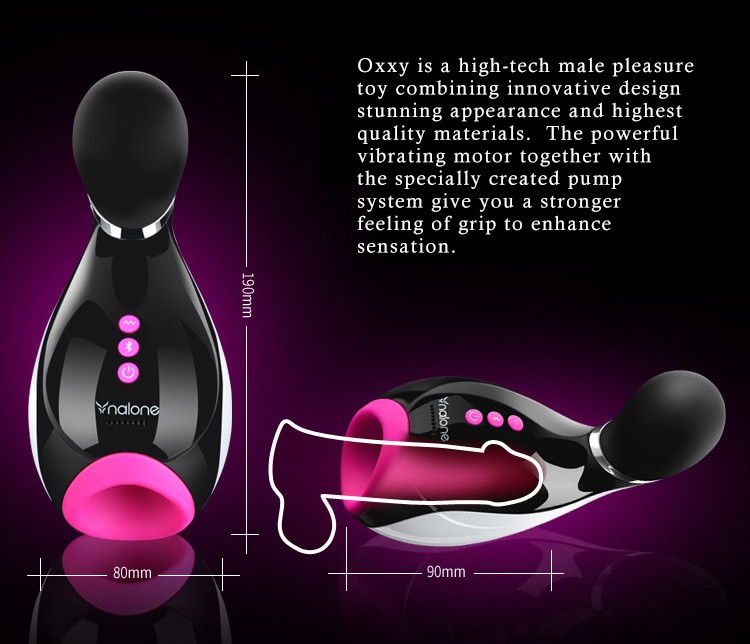 Oxxy is a high-tech male pleasure
toy combining innovative design
stunning appearance and highest
quality materials.  The powerful
vibrating motor together with
the specially created pump
system give you a stronger
feeling of grip to enhance
sensation.
190mm
nalone
nalone
80mm
90mm